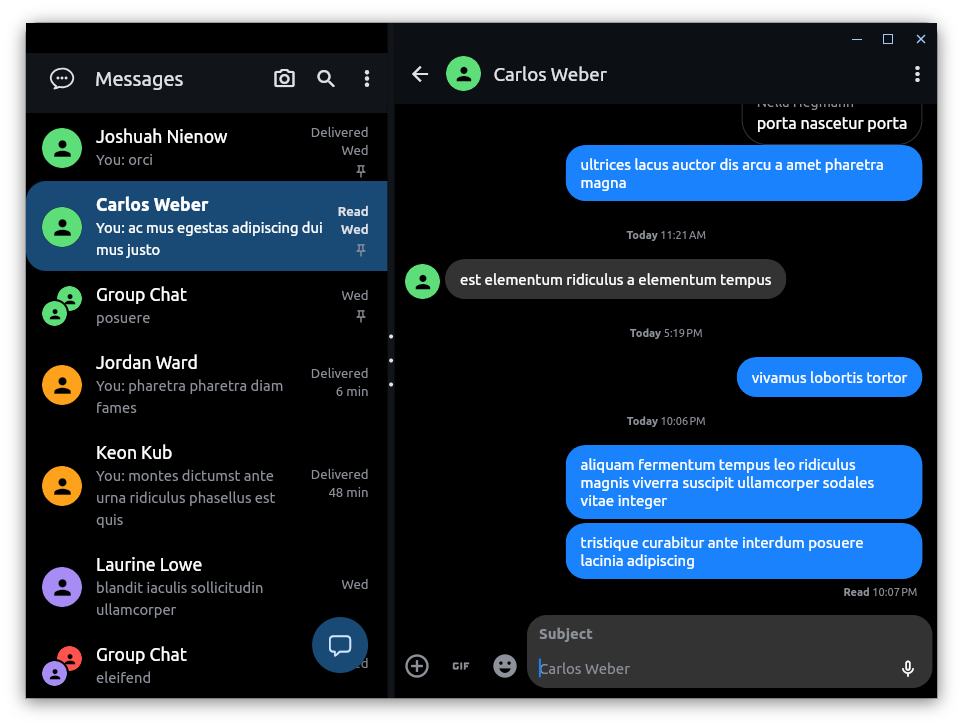 Messages
Joshuah Nienow
Delivered
You: orci
Wed
Carlos Weber
Read
You: ac mus egestas adipiscing dui
Wed
mus justo
Group Chat
Wed
posuere
Jordan Ward
Delivered
You: pharetra pharetra diam
6 min
fames
Keon Kub
You: montes dictumst ante
Delivered
urna ridiculus phasellus est
48 min
quis
Laurine Lowe
blandit iaculis sollicitudin
Wed
ullamcorper
Group Chat
eleifend
Carlos Weber
Nella Hegmann
porta nascetur porta
ultrices lacus auctor dis arcu a amet pharetra
magna
Today 11:21 AM
est elementum ridiculus a elementum tempus
Today 5:19 PM
vivamus lobortis tortor
Today 10:06 PM
aliquam fermentum tempus leo ridiculus
magnis viverra suscipit ullamcorper sodales
vitae integer
tristique curabitur ante interdum posuere
lacinia adipiscing
Read 10:07 PM
Subject
GIF
Carlos Weber